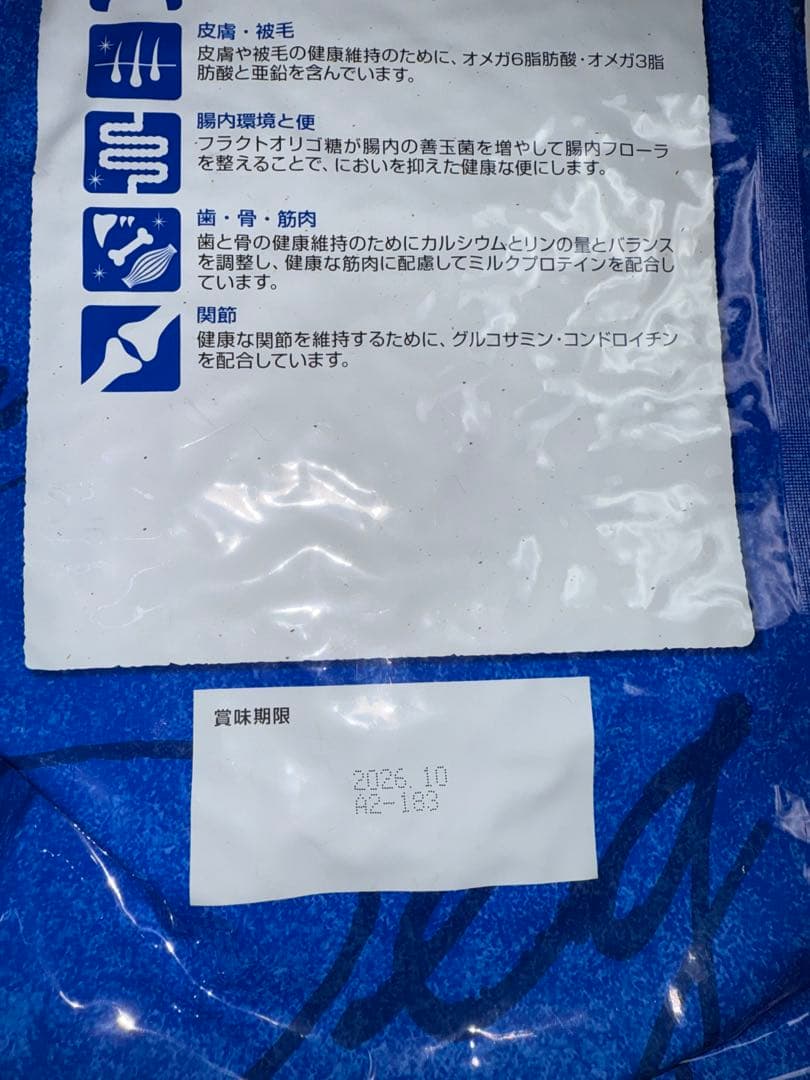 皮膚・被毛
皮膚や被毛の健康維持のために、オメガ6脂肪酸・オメガ3脂
肪酸と亜鉛を含んでいます。
腸内環境と便
フラクトオリゴ糖が腸内の善玉菌を増やして腸内フローラ
を整えることで、においを抑えた健康な便にします。
歯・骨・筋肉
歯と骨の健康維持のためにカルシウムとリンの量とバランス
を調整し、健康な筋肉に配慮してミルクプロテインを配合し
ています。
関節
健康な関節を維持するために、グルコサミン・コンドロイチン
を配合しています。
賞味期限
2026.10
A2-183